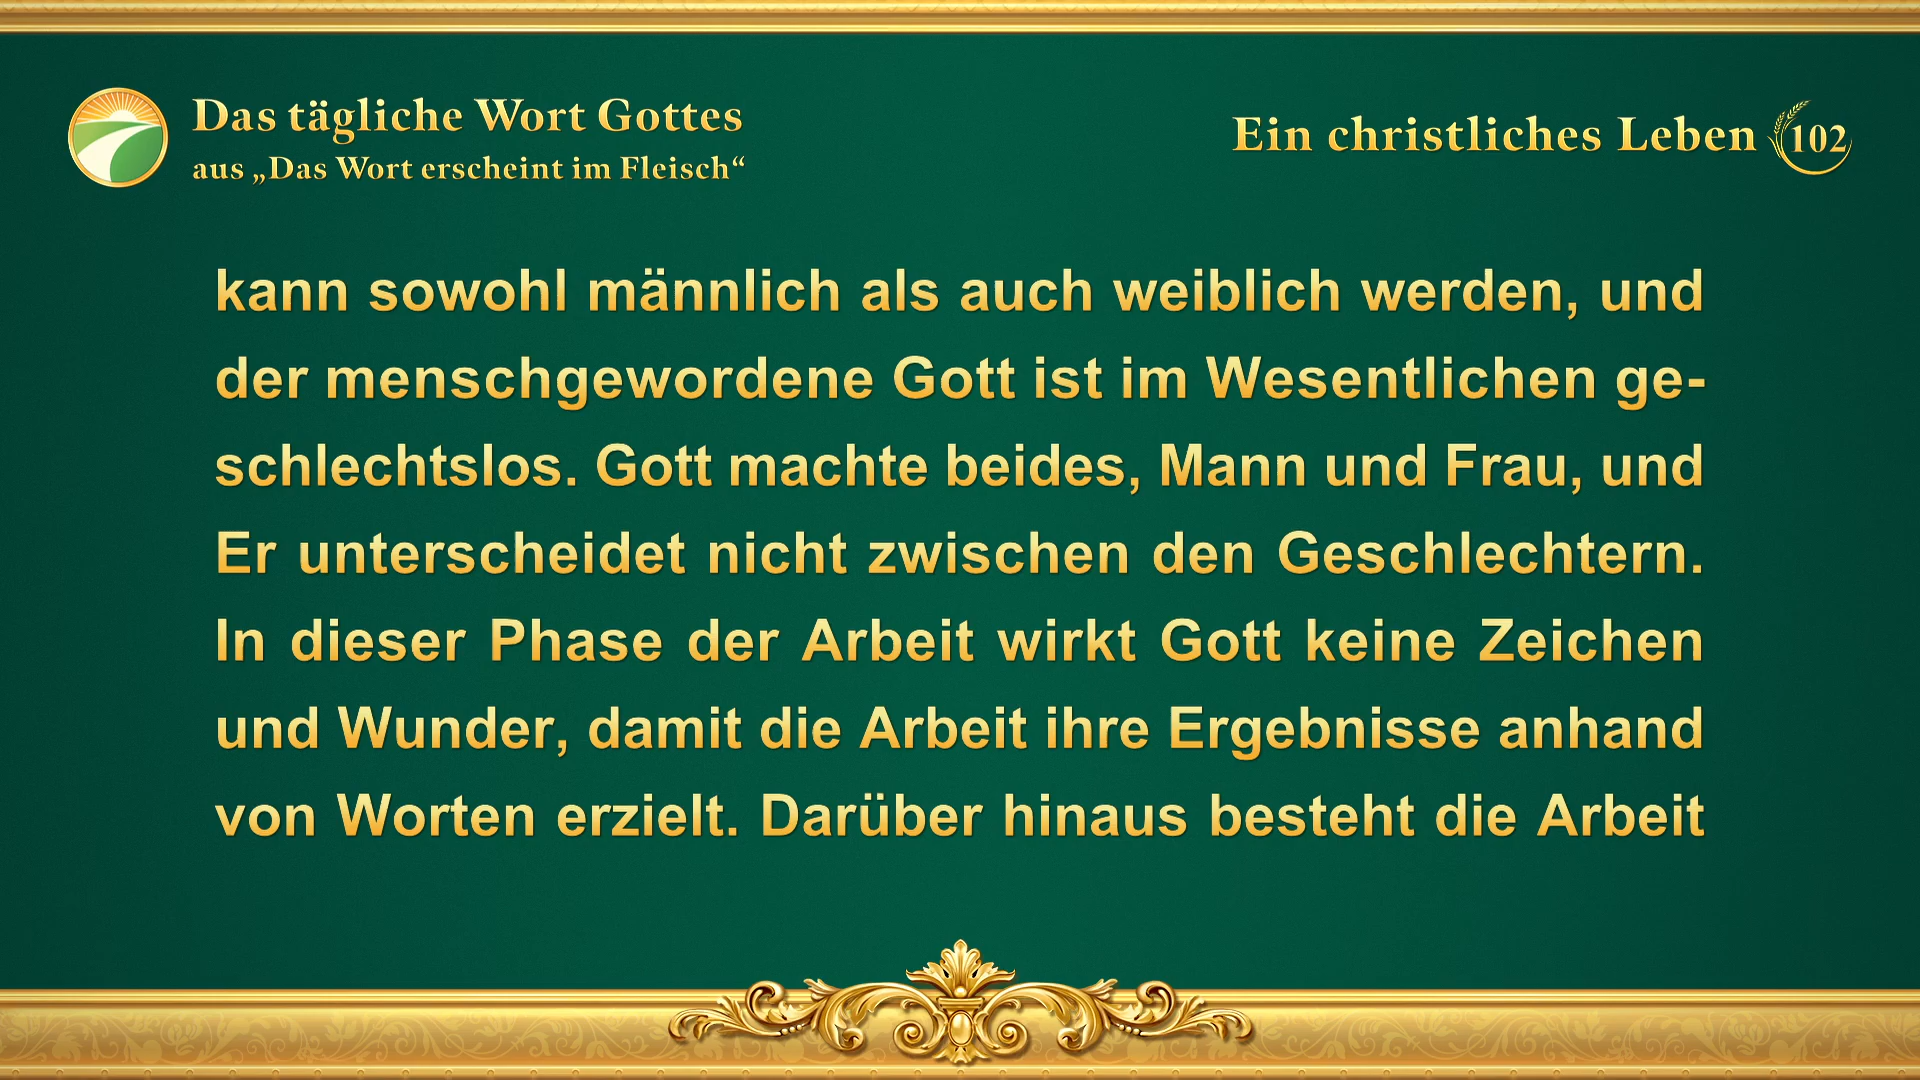 Das tägliche Wort Gottes
aus „Das Wort erscheint im Fleisch“
Ein christliches Leben 102
kann sowohl männlich als auch weiblich werden, und
der menschgewordene Gott ist im Wesentlichen ge-
schlechtslos. Gott machte beides, Mann und Frau, und
Er unterscheidet nicht zwischen den Geschlechtern.
In dieser Phase der Arbeit wirkt Gott keine Zeichen
und Wunder, damit die Arbeit ihre Ergebnisse anhand
von Worten erzielt. Darüber hinaus besteht die Arbeit